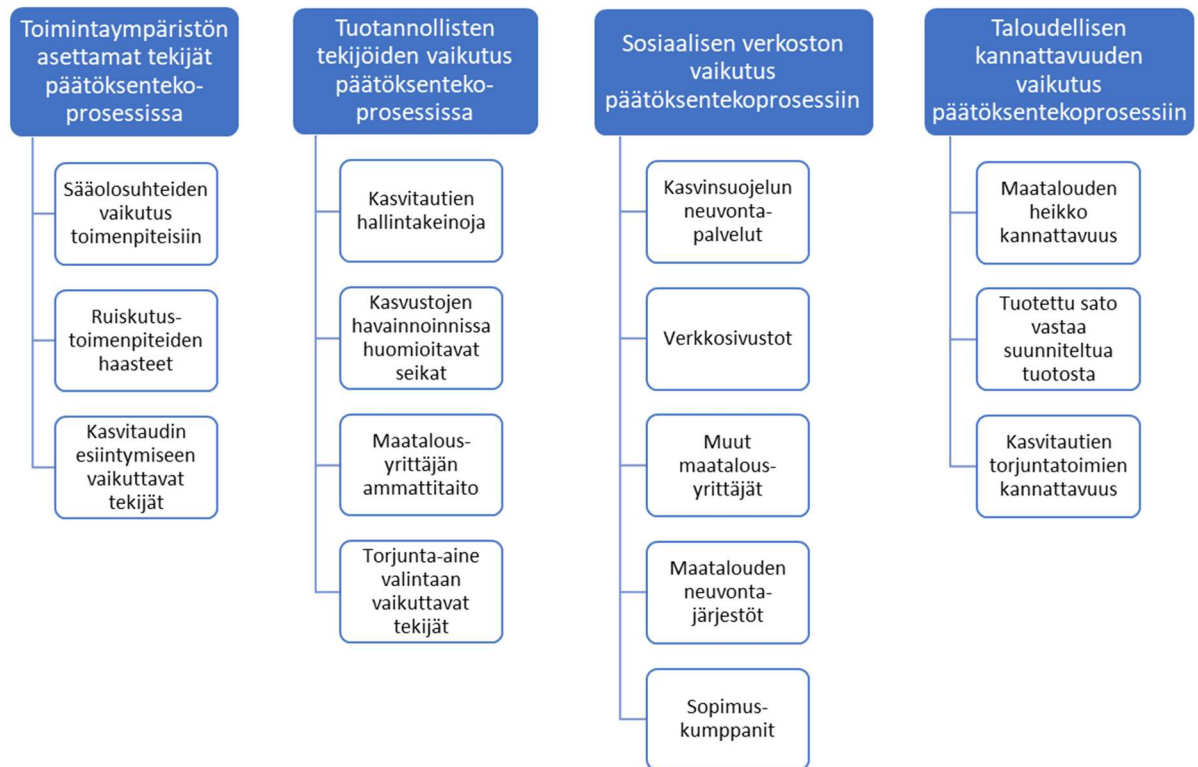 Toimintaympäristön
asettamat tekijät
päätöksenteko-
prosessissa
Sääolosuhteiden
vaikutus
toimenpiteisiin
Ruiskutus-
toimenpiteiden
haasteet
Kasvitaudin
esiintymiseen
vaikuttavat
tekijät
Tuotannollisten
tekijöiden vaikutus
päätöksenteko-
prosessissa
Kasvitautien
hallintakeinoja
Kasvustojen
havainnoinnissa
huomioitavat
seikat
Maatalous-
yrittäjän
ammattitaito
Torjunta-aine
valintaan
vaikuttavat
tekijät
Sosiaalisen verkoston
vaikutus
päätöksentekoprosessiin
Kasvinsuojelun
neuvonta-
palvelut
Verkkosivustot
Muut
maatalous-
yrittäjät
Maatalouden
neuvonta-
järjestöt
Sopimus-
kumppanit
Taloudellisen
kannattavuuden
vaikutus
päätöksentekoprosessiin
Maatalouden
heikko
kannattavuus
Tuotettu sato
vastaa
suunniteltua
tuotosta
Kasvitautien
torjuntatoimien
kannattavuus